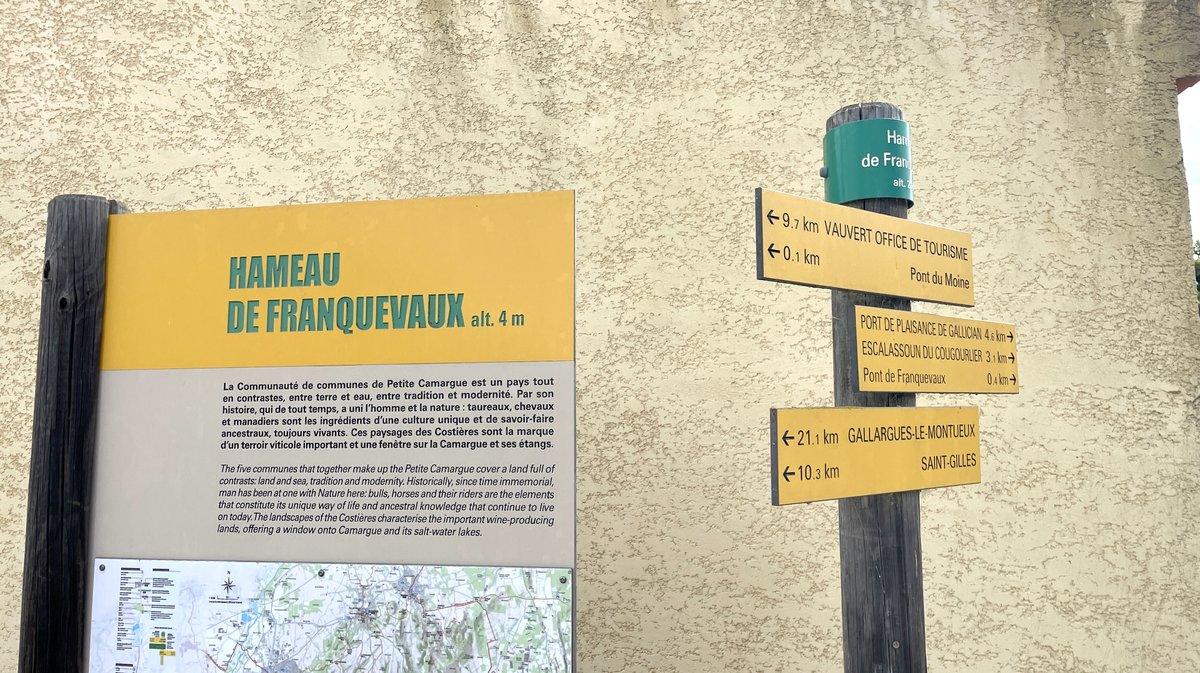 HAMEAU
DE FRANQUEVAUX alt. 4 m
La Communauté de communes de Petite Camargue est un pays tout
en contrastes, entre terre et eau, entre tradition et modernité. Par son
histoire, qui de tout temps, a uni l'homme et la nature : taureaux, chevaux
et manadiers sont les ingrédients d'une culture unique et de savoir-faire
ancestraux, toujours vivants. Ces paysages des Costières sont la marque
d'un terroir viticole important et une fenêtre sur la Camargue et ses étangs.
The five communes that together make up the Petite Camargue cover a land full of
contrasts: land and sea, tradition and modernity. Historically, since time immemorial,
man has been at one with Nature here: bulls, horses and their riders are the elements
that constitute its unique way of life and ancestral knowledge that continue to live
on today. The landscapes of the Costières characterise the important wine-producing
lands, offering a window onto Camargue and its salt-water lakes.
N
Ham
de Fran
alt.
← 9.7 km VAUVERT OFFICE DE TOURISME
← 0.1 km Pont du Moine
PORT DE PLAISANCE DE GALLICIAN 4.6 km →
ESCALASSOUN DU COUGOURLIER 3.1 km →
Pont de Franquevaux 0.4 km →
← 21.1 km GALLARGUES-LE-MONTUEUX
← 10.3 km SAINT-GILLES